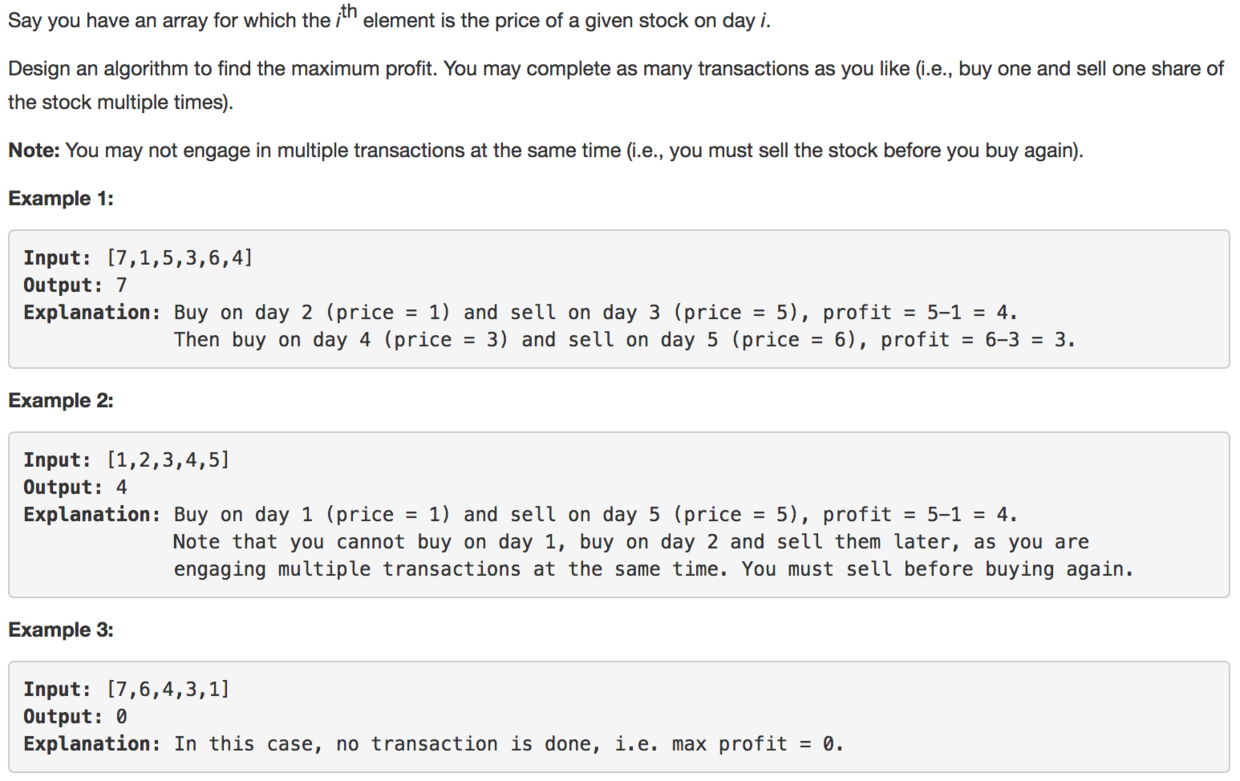 Say you have an array for which the ith element is the price of a given stock on day i.
Design an algorithm to find the maximum profit. You may complete as many transactions as you like (i.e., buy one and sell one share of
the stock multiple times).
Note: You may not engage in multiple transactions at the same time (i.e., you must sell the stock before you buy again).
Example 1:
Input: [7,1,5,3,6,4]
Output: 7
Explanation: Buy on day 2 (price = 1) and sell on day 3 (price = 5), profit = 5-1 = 4.
Then buy on day 4 (price = 3) and sell on day 5 (price = 6), profit = 6-3 = 3.
Example 2:
Input: [1,2,3,4,5]
Output: 4
Explanation: Buy on day 1 (price = 1) and sell on day 5 (price = 5), profit = 5-1 = 4.
Note that you cannot buy on day 1, buy on day 2 and sell them later, as you are
engaging multiple transactions at the same time. You must sell before buying again.
Example 3:
Input: [7,6,4,3,1]
Output: 0
Explanation: In this case, no transaction is done, i.e. max profit = 0.